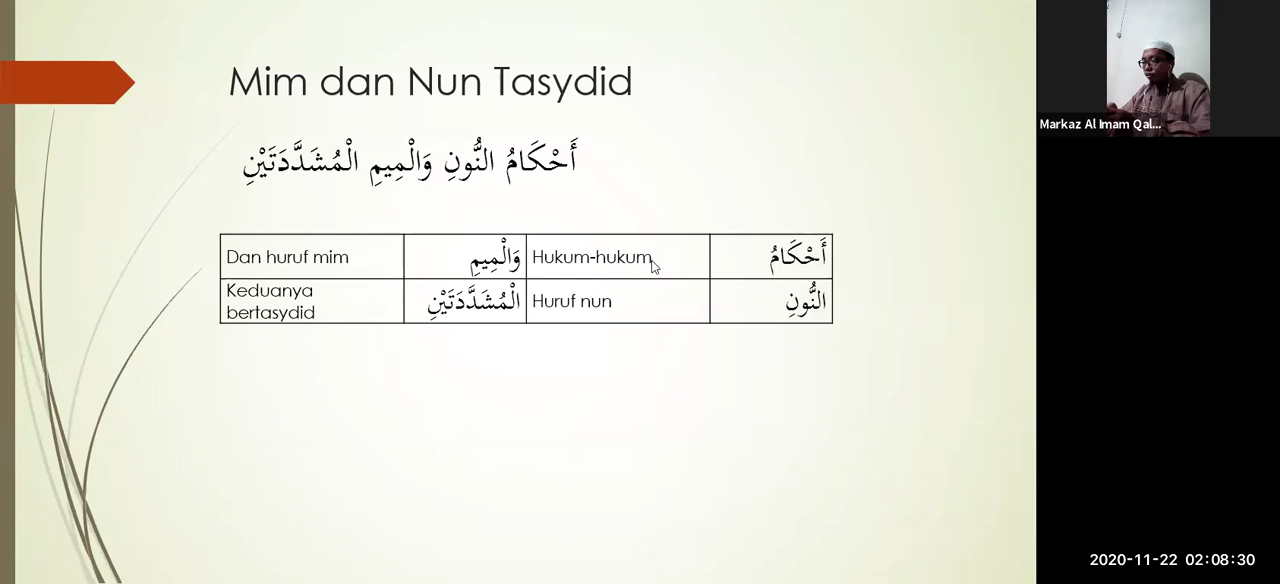 Mim dan Nun Tasydid
أَحْكَامُ النُّونِ وَالْمِيمِ الْمُشَدَّدَتَيْنِ
Dan huruf mim وَالْمِيمِ Hukum-hukum أَحْكَامُ
Keduanya bertasydid الْمُشَدَّدَتَيْنِ Huruf nun النُّونِ
Markaz Al Imam Qal...
2020-11-22 02:08:30